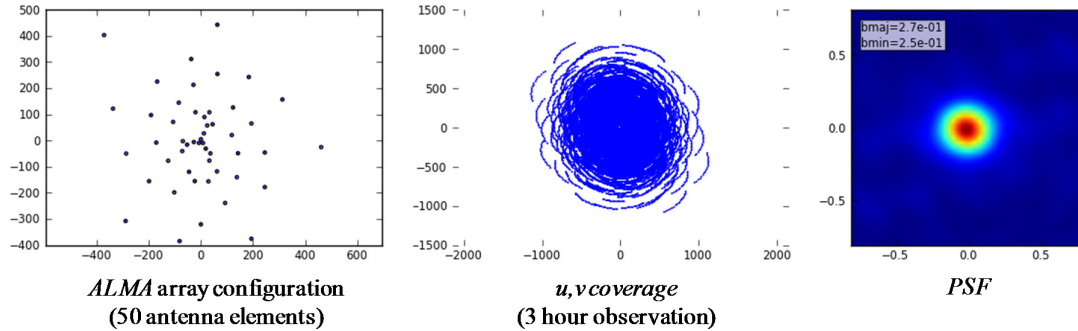 500
400
300
200
100
0
−100
−200
−300
−400
−600 −400 −200 0 200 400 600
1500
1000
500
0
−500
−1000
−1500
−2000 −1000 0 1000 2000
bmaj=2.7e-01
bmin=2.5e-01
0.5
0.0
−0.5
−0.5 0.0 0.5
ALMA array configuration
(50 antenna elements)
u,v coverage
(3 hour observation)
PSF